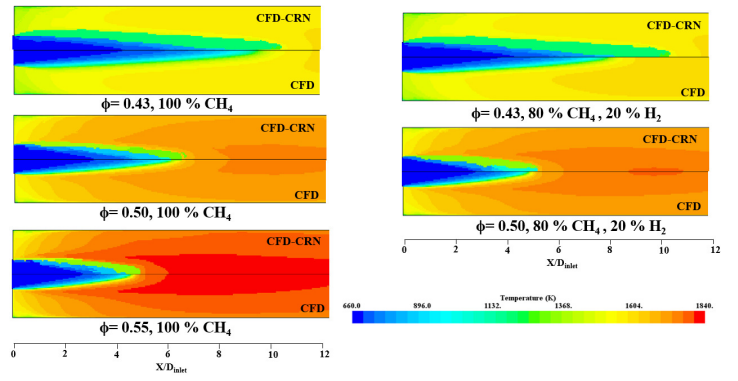 CFD-CRN
CFD
ϕ= 0.43, 100 % CH₄
CFD-CRN
CFD
ϕ= 0.50, 100 % CH₄
CFD-CRN
CFD
ϕ= 0.55, 100 % CH₄
0 2 4 6 8 10 12
X/D_inlet
CFD-CRN
CFD
ϕ= 0.43, 80 % CH₄ , 20 % H₂
CFD-CRN
CFD
ϕ= 0.50, 80 % CH₄ , 20 % H₂
0 2 4 6 8 10 12
X/D_inlet
Temperature (K)
660.0 896.0 1132. 1368. 1604. 1840.